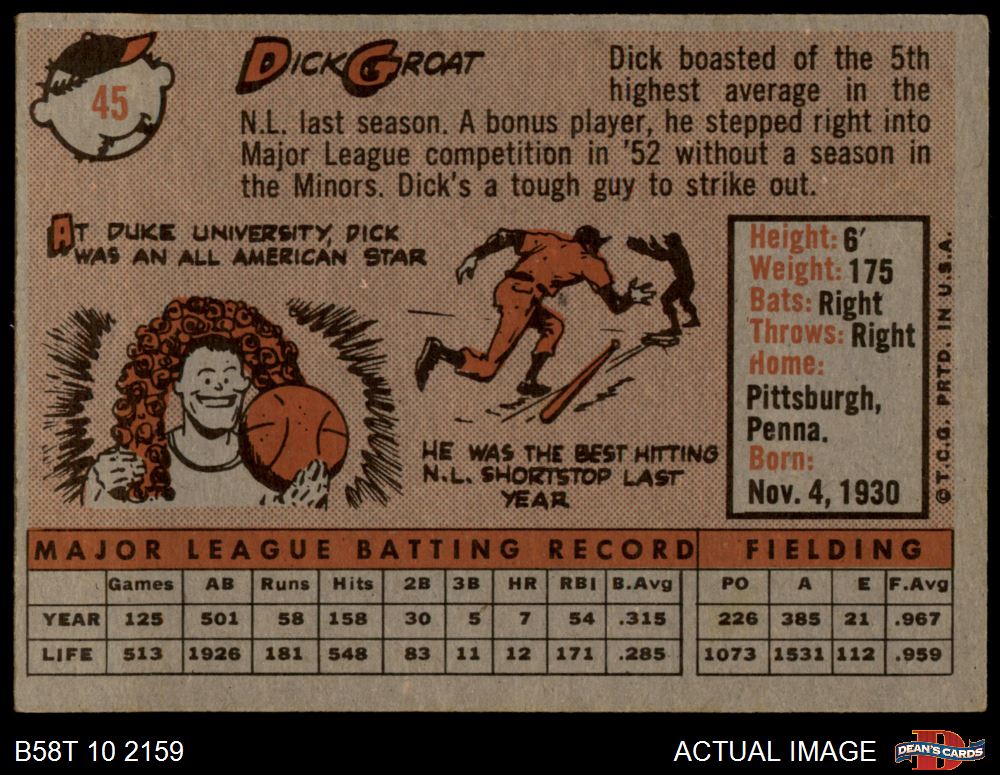 45
DICK GROAT
Dick boasted of the 5th
highest average in the
N.L. last season. A bonus player, he stepped right into
Major League competition in '52 without a season in
the Minors. Dick's a tough guy to strike out.
AT DUKE UNIVERSITY, DICK
WAS AN ALL AMERICAN STAR
HE WAS THE BEST HITTING
N.L. SHORTSTOP LAST
YEAR
Height: 6'
Weight: 175
Bats: Right
Throws: Right
Home:
Pittsburgh,
Penna.
Born:
Nov. 4, 1930
© T.C.G. PRTD. IN U.S.A.
MAJOR LEAGUE BATTING RECORD FIELDING
Games AB Runs Hits 2B 3B HR RBI B.Avg PO A E F.Avg
YEAR 125 501 58 158 30 5 7 54 .315 226 385 21 .967
LIFE 513 1926 181 548 83 11 12 171 .285 1073 1531 112 .959
B58T 10 2159 ACTUAL IMAGE
D
DEAN'S CARDS